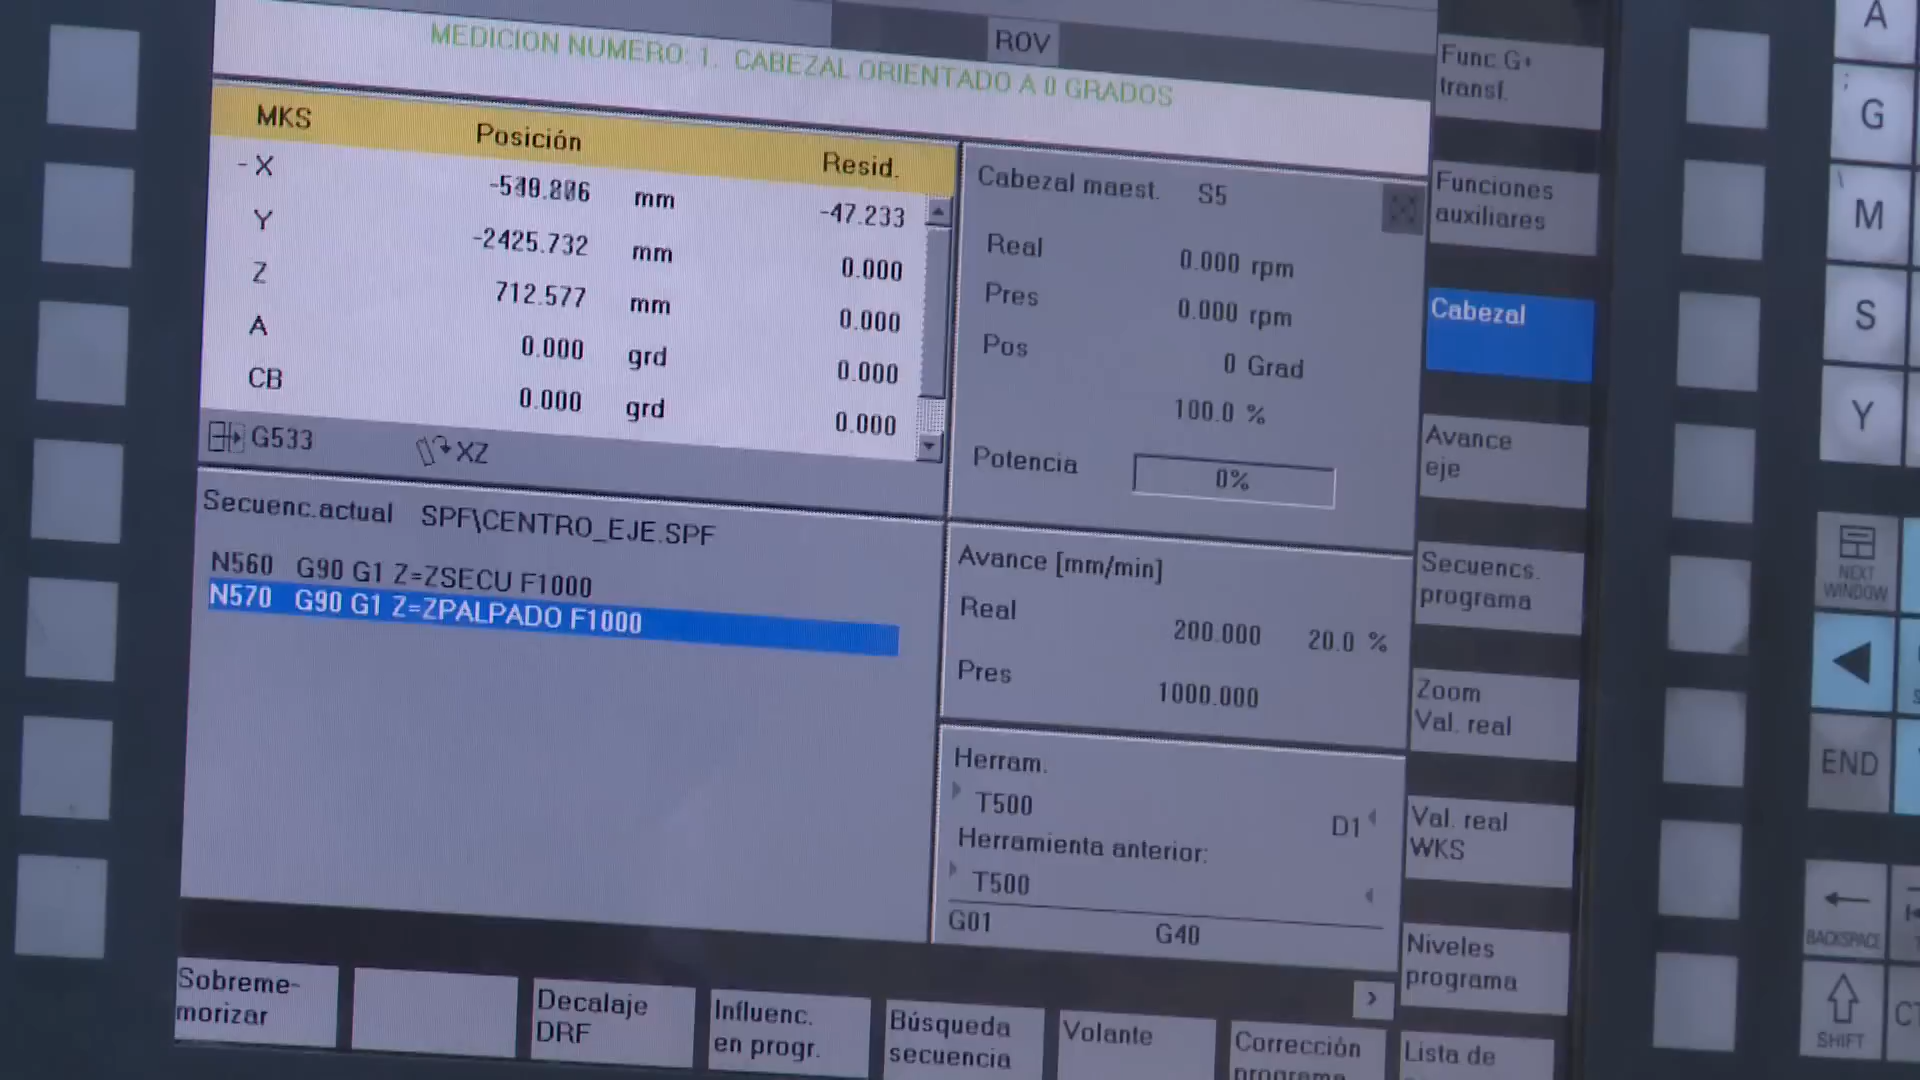 ROV
MEDICION NUMERO: 1. CABEZAL ORIENTADO A 0 GRADOS
MKS Posición Resid.
- X mm -47.233
Y -2425.732 mm 0.000
Z 712.577 mm 0.000
A 0.000 grd 0.000
CB 0.000 grd 0.000
G533 XZ
Cabezal maest. S5
Real 0.000 rpm
Pres 0.000 rpm
Pos 0 Grad
100.0 %
Potencia 0%
Secuenc.actual SPF\CENTRO_EJE.SPF
N560 G90 G1 Z=ZSECU F1000
N570 G90 G1 Z=ZPALPADO F1000
Avance [mm/min]
Real 200.000 20.0 %
Pres 1000.000
Herram.
T500 D1
Herramienta anterior:
T500
G01 G40
Func.G+
transf.
Funciones
auxiliares
Cabezal
Avance
eje
Secuencs.
programa
Zoom
Val. real
Val. real
WKS
Niveles
programa
Lista de
Sobreme-
morizar
Decalaje
DRF
Influenc.
en progr.
Búsqueda
secuencia
Volante
Corrección
programa
>
A
; G
\ M
S
Y
NEXT
WINDOW
END
BACKSPACE
SHIFT